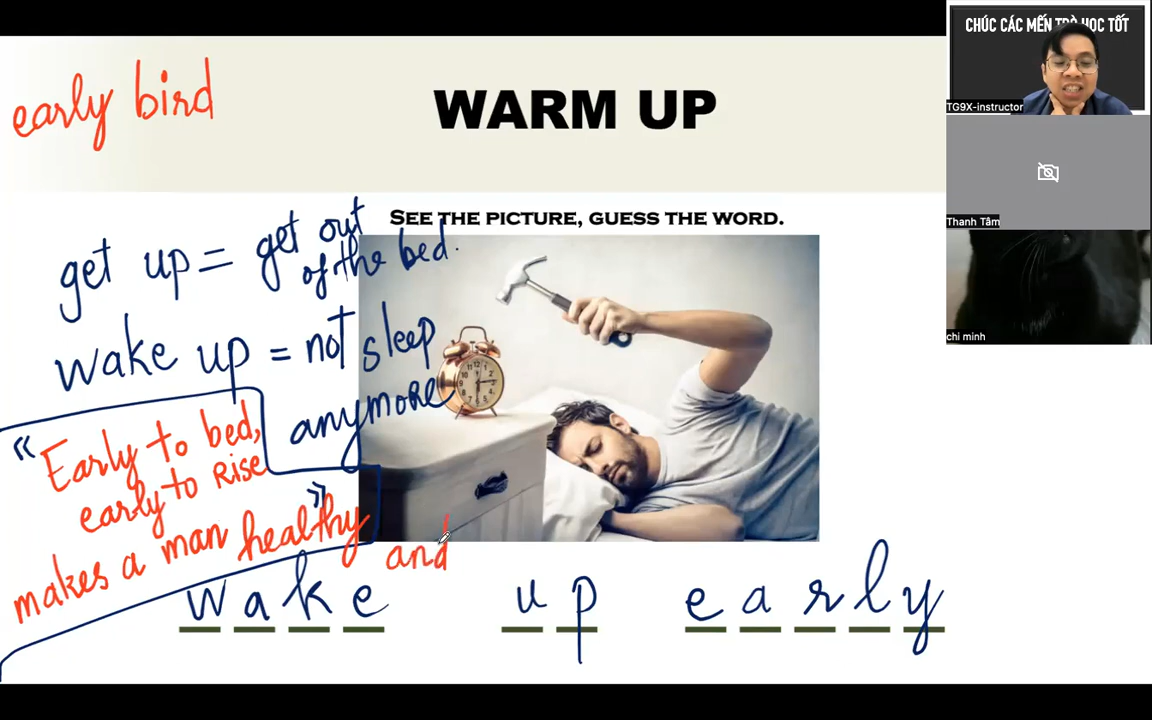 early bird
WARM UP
SEE THE PICTURE, GUESS THE WORD.
get up = get out
of the bed.
wake up = not sleep
anymore
"Early to bed,
early to Rise
makes a man healthy" and
wake up early
CHÚC CÁC MẾN TRÒ HỌC TỐT
TG9X-instructor
Thanh Tâm
chi minh